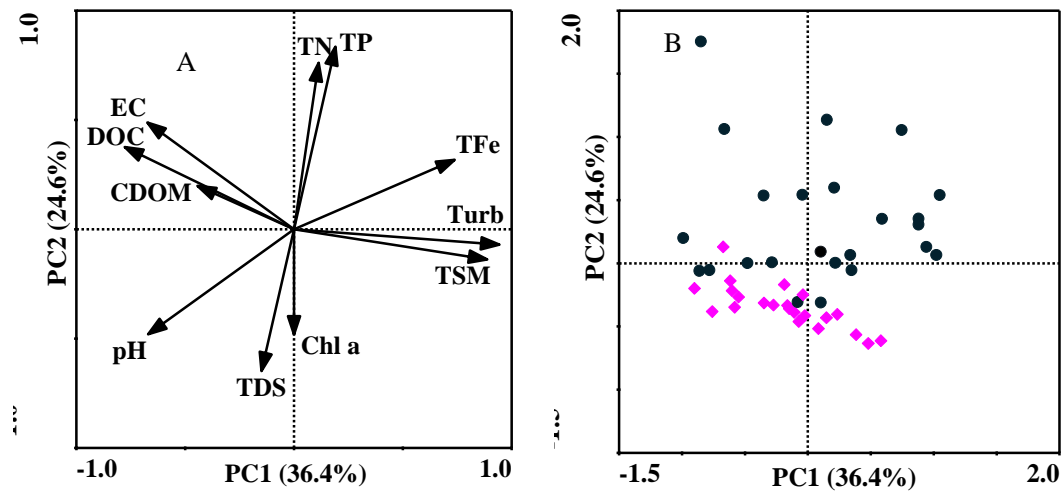 1.0
A
TN TP
EC
DOC
CDOM
TFe
Turb
TSM
pH
TDS
Chl a
PC2 (24.6%)
-1.0
PC1 (36.4%)
1.0
2.0
B
PC2 (24.6%)
-1.5
PC1 (36.4%)
2.0